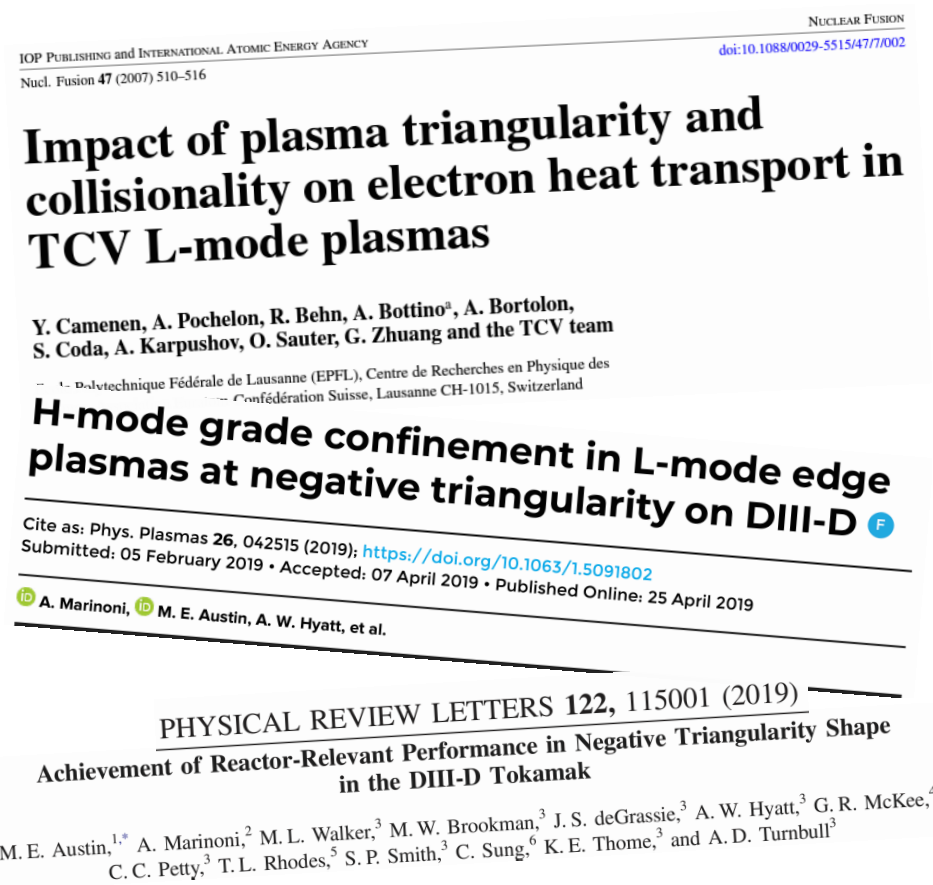 IOP PUBLISHING and INTERNATIONAL ATOMIC ENERGY AGENCY
NUCLEAR FUSION
Nucl. Fusion 47 (2007) 510–516
doi:10.1088/0029-5515/47/7/002
Impact of plasma triangularity and
collisionality on electron heat transport in
TCV L-mode plasmas
Y. Camenen, A. Pochelon, R. Behn, A. Bottinoᵃ, A. Bortolon,
S. Coda, A. Karpushov, O. Sauter, G. Zhuang and the TCV team
Polytechnique Fédérale de Lausanne (EPFL), Centre de Recherches en Physique des
Confédération Suisse, Lausanne CH-1015, Switzerland
H-mode grade confinement in L-mode edge
plasmas at negative triangularity on DIII-D F
Cite as: Phys. Plasmas 26, 042515 (2019); https://doi.org/10.1063/1.5091802
Submitted: 05 February 2019 • Accepted: 07 April 2019 • Published Online: 25 April 2019
iD A. Marinoni, iD M. E. Austin, A. W. Hyatt, et al.
PHYSICAL REVIEW LETTERS 122, 115001 (2019)
Achievement of Reactor-Relevant Performance in Negative Triangularity Shape
in the DIII-D Tokamak
M. E. Austin,¹,* A. Marinoni,² M. L. Walker,³ M. W. Brookman,³ J. S. deGrassie,³ A. W. Hyatt,³ G. R. McKee,⁴
C. C. Petty,³ T. L. Rhodes,⁵ S. P. Smith,³ C. Sung,⁶ K. E. Thome,³ and A. D. Turnbull³